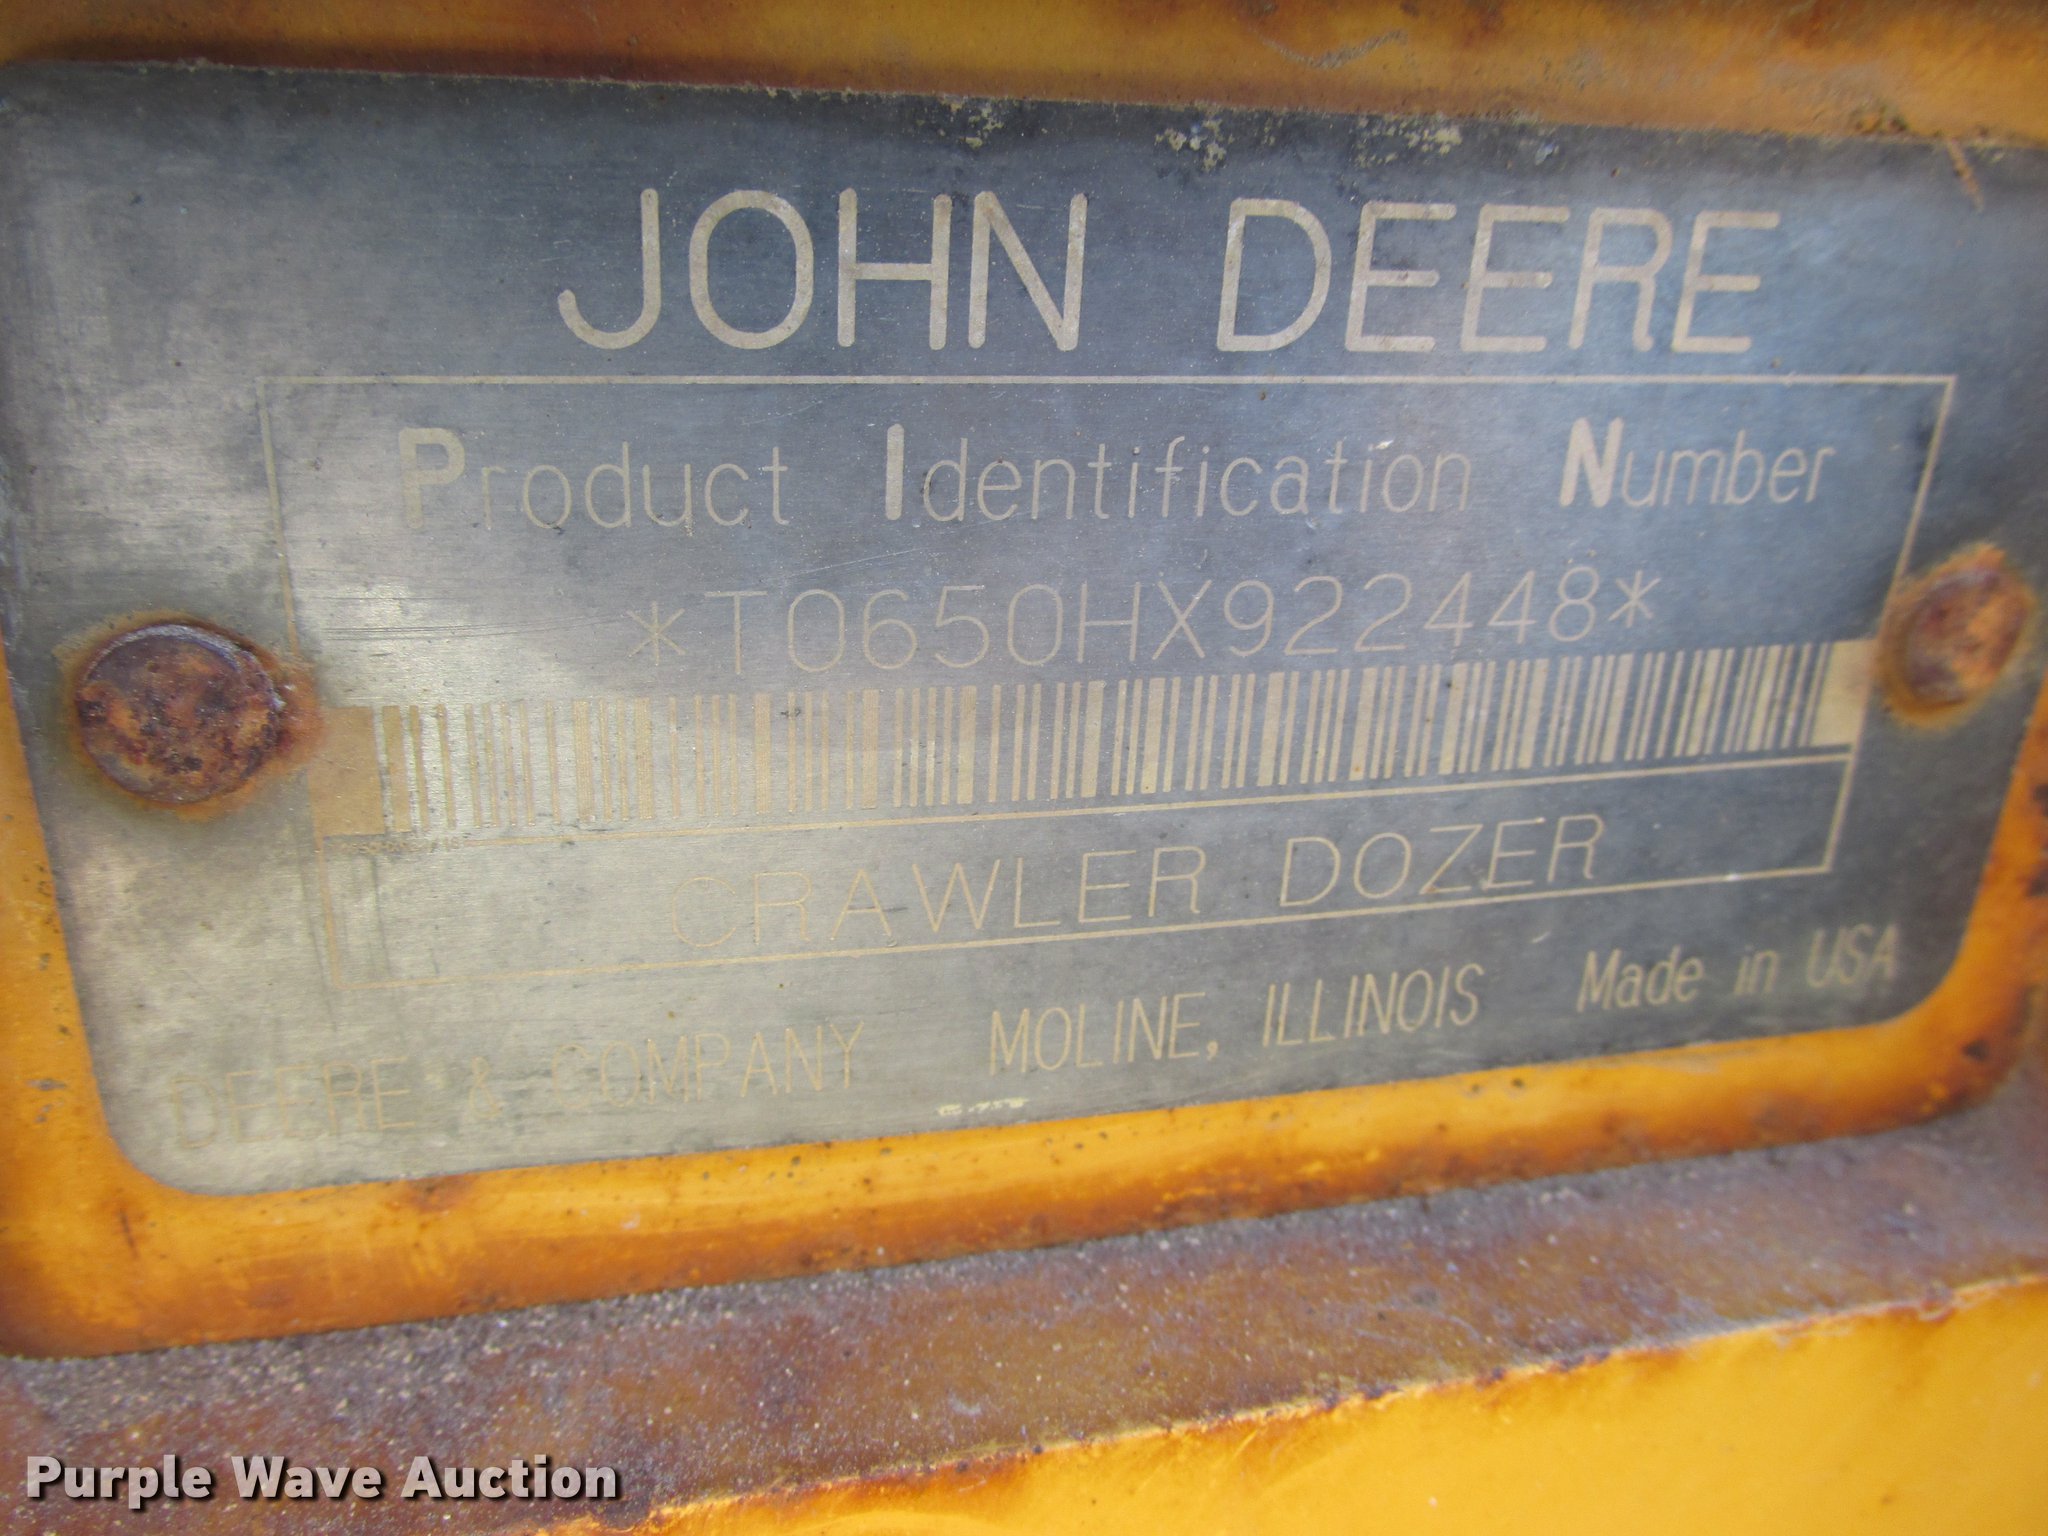 JOHN DEERE
Product Identification Number
*T0650HX922448*
CRAWLER DOZER
DEERE & COMPANY MOLINE, ILLINOIS Made in USA
Purple Wave Auction